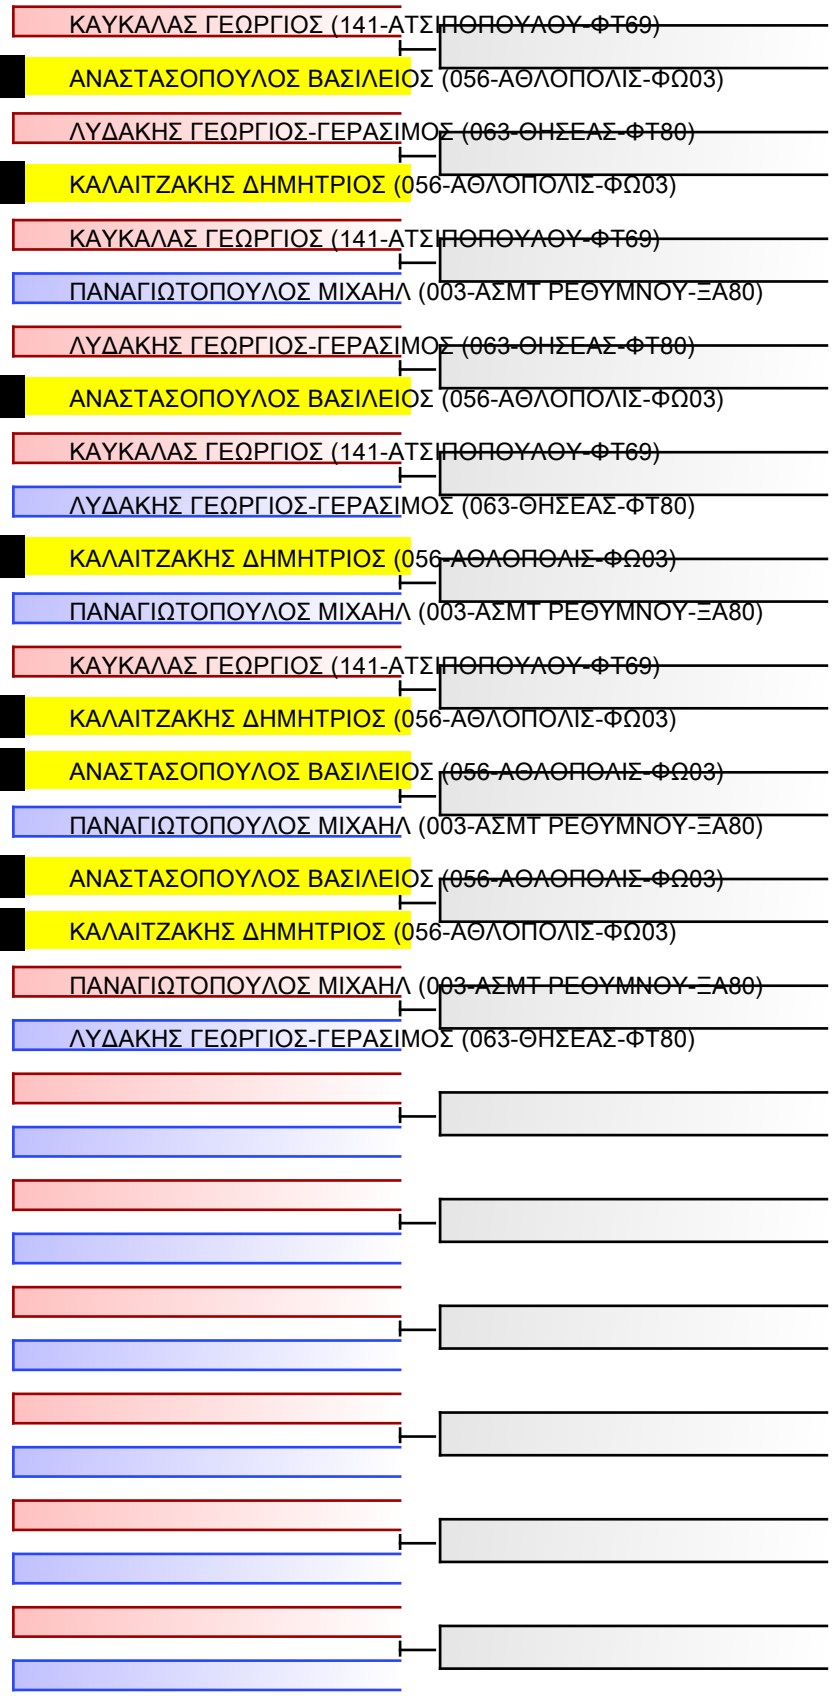 ΚΑΥΚΑΛΑΣ ΓΕΩΡΓΙΟΣ (141-ΑΤΣΙΠΟΠΟΥΛΟΥ-ΦΤ69)
ΑΝΑΣΤΑΣΟΠΟΥΛΟΣ ΒΑΣΙΛΕΙΟΣ (056-ΑΘΛΟΠΟΛΙΣ-ΦΩ03)
ΛΥΔΑΚΗΣ ΓΕΩΡΓΙΟΣ-ΓΕΡΑΣΙΜΟΣ (063-ΘΗΣΕΑΣ-ΦΤ80)
ΚΑΛΑΙΤΖΑΚΗΣ ΔΗΜΗΤΡΙΟΣ (056-ΑΘΛΟΠΟΛΙΣ-ΦΩ03)
ΚΑΥΚΑΛΑΣ ΓΕΩΡΓΙΟΣ (141-ΑΤΣΙΠΟΠΟΥΛΟΥ-ΦΤ69)
ΠΑΝΑΓΙΩΤΟΠΟΥΛΟΣ ΜΙΧΑΗΛ (003-ΑΣΜΤ ΡΕΘΥΜΝΟΥ-ΞΑ80)
ΛΥΔΑΚΗΣ ΓΕΩΡΓΙΟΣ-ΓΕΡΑΣΙΜΟΣ (063-ΘΗΣΕΑΣ-ΦΤ80)
ΑΝΑΣΤΑΣΟΠΟΥΛΟΣ ΒΑΣΙΛΕΙΟΣ (056-ΑΘΛΟΠΟΛΙΣ-ΦΩ03)
ΚΑΥΚΑΛΑΣ ΓΕΩΡΓΙΟΣ (141-ΑΤΣΙΠΟΠΟΥΛΟΥ-ΦΤ69)
ΛΥΔΑΚΗΣ ΓΕΩΡΓΙΟΣ-ΓΕΡΑΣΙΜΟΣ (063-ΘΗΣΕΑΣ-ΦΤ80)
ΚΑΛΑΙΤΖΑΚΗΣ ΔΗΜΗΤΡΙΟΣ (056-ΑΘΛΟΠΟΛΙΣ-ΦΩ03)
ΠΑΝΑΓΙΩΤΟΠΟΥΛΟΣ ΜΙΧΑΗΛ (003-ΑΣΜΤ ΡΕΘΥΜΝΟΥ-ΞΑ80)
ΚΑΥΚΑΛΑΣ ΓΕΩΡΓΙΟΣ (141-ΑΤΣΙΠΟΠΟΥΛΟΥ-ΦΤ69)
ΚΑΛΑΙΤΖΑΚΗΣ ΔΗΜΗΤΡΙΟΣ (056-ΑΘΛΟΠΟΛΙΣ-ΦΩ03)
ΑΝΑΣΤΑΣΟΠΟΥΛΟΣ ΒΑΣΙΛΕΙΟΣ (056-ΑΘΛΟΠΟΛΙΣ-ΦΩ03)
ΠΑΝΑΓΙΩΤΟΠΟΥΛΟΣ ΜΙΧΑΗΛ (003-ΑΣΜΤ ΡΕΘΥΜΝΟΥ-ΞΑ80)
ΑΝΑΣΤΑΣΟΠΟΥΛΟΣ ΒΑΣΙΛΕΙΟΣ (056-ΑΘΛΟΠΟΛΙΣ-ΦΩ03)
ΚΑΛΑΙΤΖΑΚΗΣ ΔΗΜΗΤΡΙΟΣ (056-ΑΘΛΟΠΟΛΙΣ-ΦΩ03)
ΠΑΝΑΓΙΩΤΟΠΟΥΛΟΣ ΜΙΧΑΗΛ (003-ΑΣΜΤ ΡΕΘΥΜΝΟΥ-ΞΑ80)
ΛΥΔΑΚΗΣ ΓΕΩΡΓΙΟΣ-ΓΕΡΑΣΙΜΟΣ (063-ΘΗΣΕΑΣ-ΦΤ80)